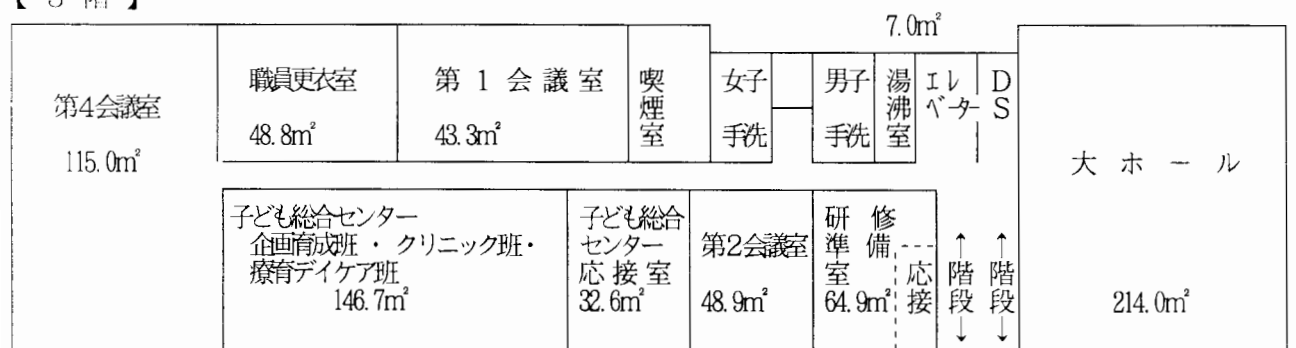 階 】
7.0㎡
第4会議室
115.0㎡
職員更衣室
48.8㎡
第1会議室
43.3㎡
喫煙室
女子
手洗
男子
手洗
湯沸室
エレベーター
DS
大ホール
214.0㎡
子ども総合センター
企画育成班・クリニック班・
療育デイケア班
146.7㎡
子ども総合
センター
応接室
32.6㎡
第2会議室
48.9㎡
研修
準備
室
64.9㎡
応接
↑階段↓
↑階段↓